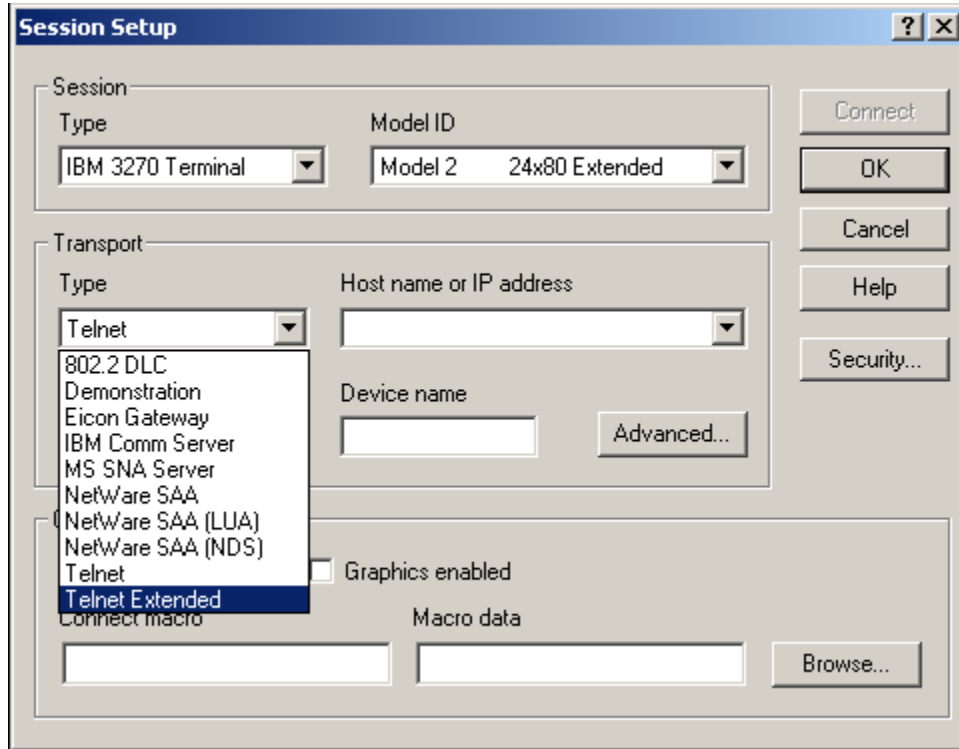 Session Setup
Session
Type
Model ID
IBM 3270 Terminal
Model 2 24x80 Extended
Connect
OK
Cancel
Help
Security...
Transport
Type
Host name or IP address
Telnet
802.2 DLC
Demonstration
Eicon Gateway
IBM Comm Server
MS SNA Server
NetWare SAA
NetWare SAA (LUA)
NetWare SAA (NDS)
Telnet
Telnet Extended
Device name
Advanced...
Graphics enabled
Connect macro
Macro data
Browse...